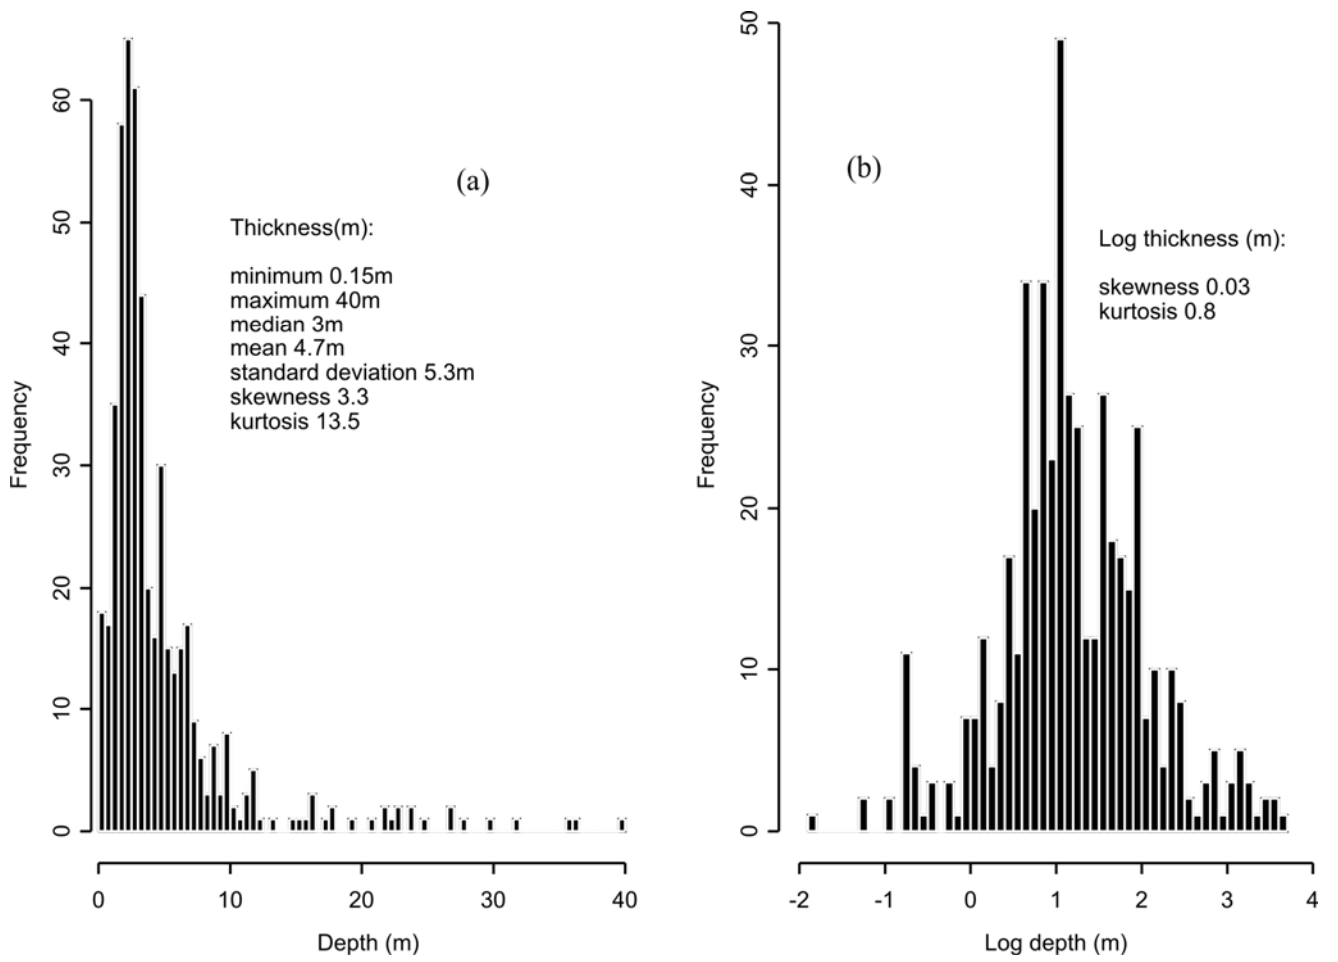 (a)
Thickness(m):
minimum 0.15m
maximum 40m
median 3m
mean 4.7m
standard deviation 5.3m
skewness 3.3
kurtosis 13.5
Frequency
0
10
20
30
40
50
60
0 10 20 30 40
Depth (m)
(b)
Log thickness (m):
skewness 0.03
kurtosis 0.8
Frequency
0
10
20
30
40
50
-2 -1 0 1 2 3 4
Log depth (m)